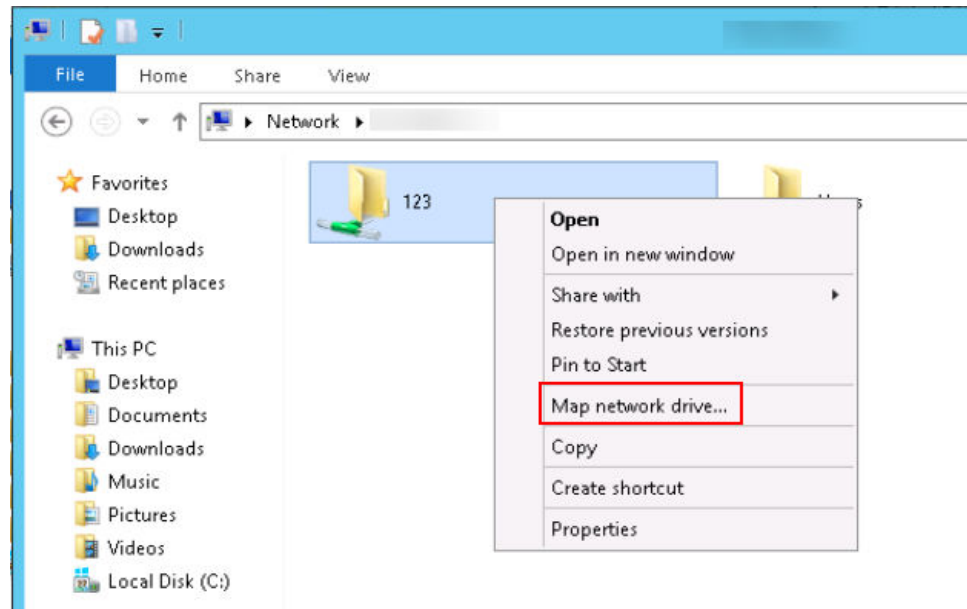 File Home Share View
Network
Favorites
Desktop
Downloads
Recent places
This PC
Desktop
Documents
Downloads
Music
Pictures
Videos
Local Disk (C:)
123
Open
Open in new window
Share with
Restore previous versions
Pin to Start
Map network drive...
Copy
Create shortcut
Properties